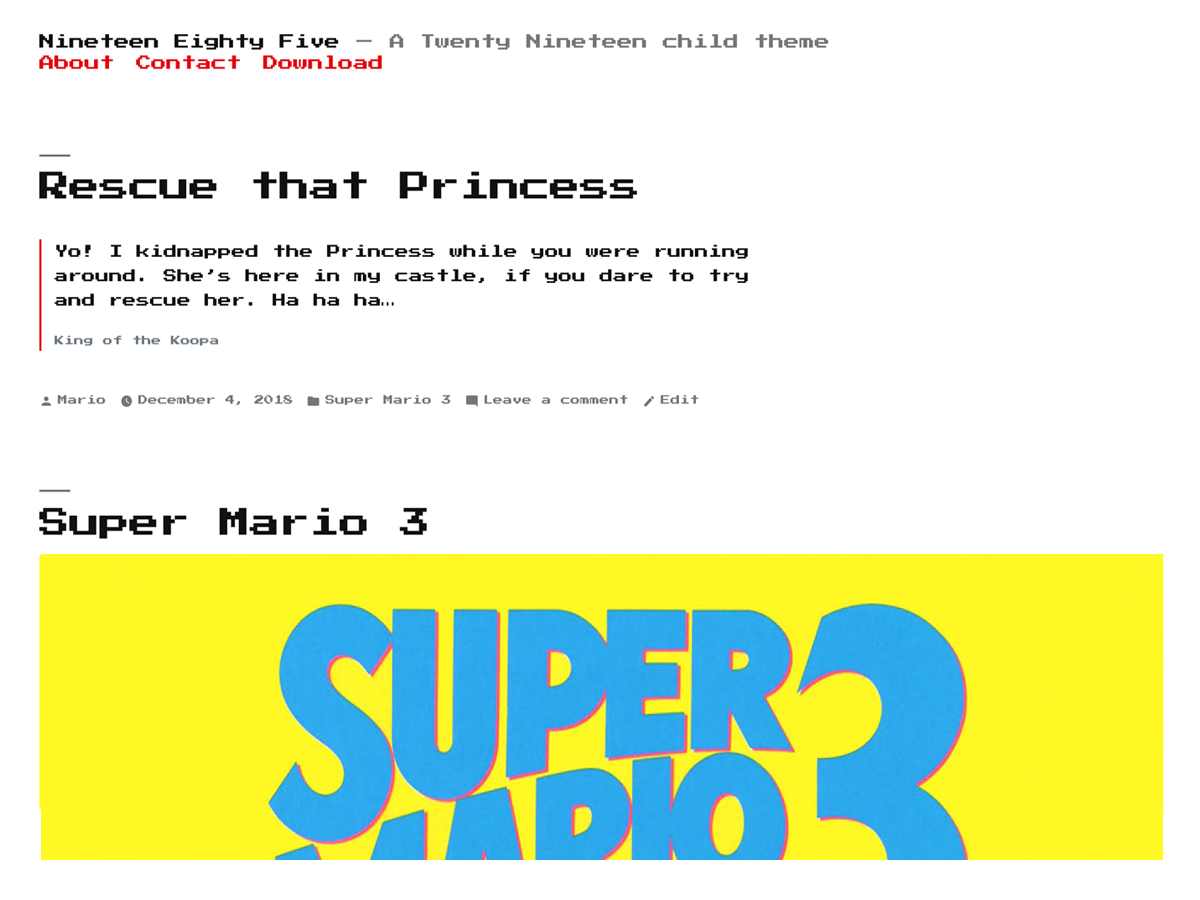 Nineteen Eighty Five — A Twenty Nineteen child theme
About Contact Download
Rescue that Princess
Yo! I kidnapped the Princess while you were running
around. She’s here in my castle, if you dare to try
and rescue her. Ha ha ha…
King of the Koopa
Mario December 4, 2018 Super Mario 3 Leave a comment Edit
Super Mario 3
SUPER 3
MARIO